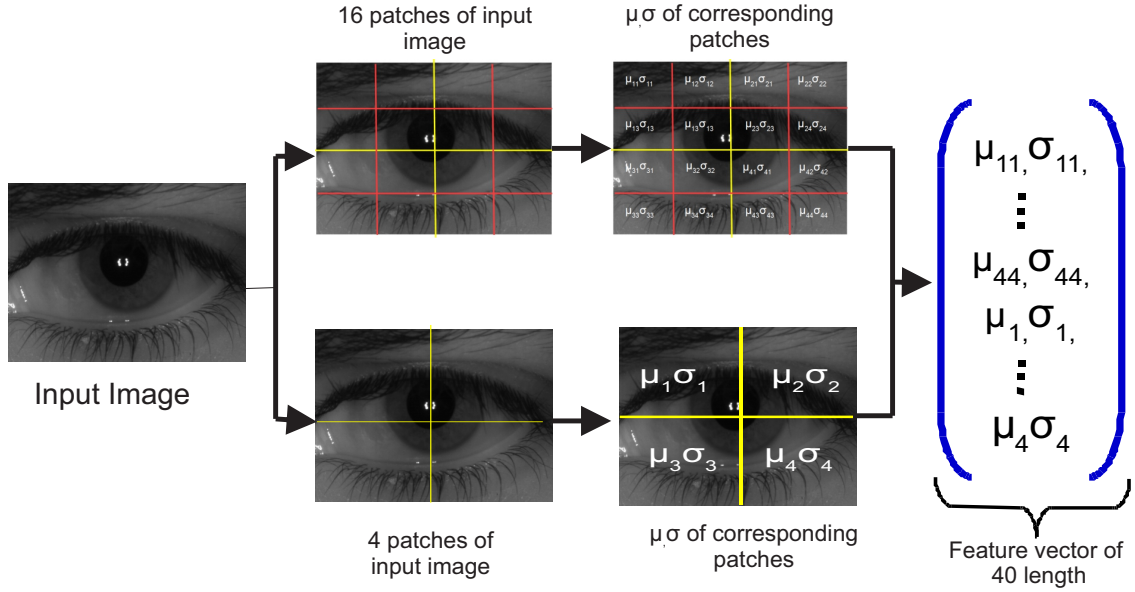 16 patches of input
image
μ,σ of corresponding
patches
μ₁₁σ₁₁ μ₁₂σ₁₂ μ₂₁σ₂₁ μ₂₂σ₂₂
μ₁₃σ₁₃ μ₁₃σ₁₃ μ₂₃σ₂₃ μ₂₄σ₂₄
μ₃₁σ₃₁ μ₃₂σ₃₂ μ₄₁σ₄₁ μ₄₂σ₄₂
μ₃₃σ₃₃ μ₃₄σ₃₄ μ₄₃σ₄₃ μ₄₄σ₄₄
Input Image
μ₁σ₁ μ₂σ₂
μ₃σ₃ μ₄σ₄
4 patches of
input image
μ,σ of corresponding
patches
μ₁₁,σ₁₁,
⋮
μ₄₄,σ₄₄,
μ₁,σ₁,
⋮
μ₄σ₄
Feature vector of
40 length